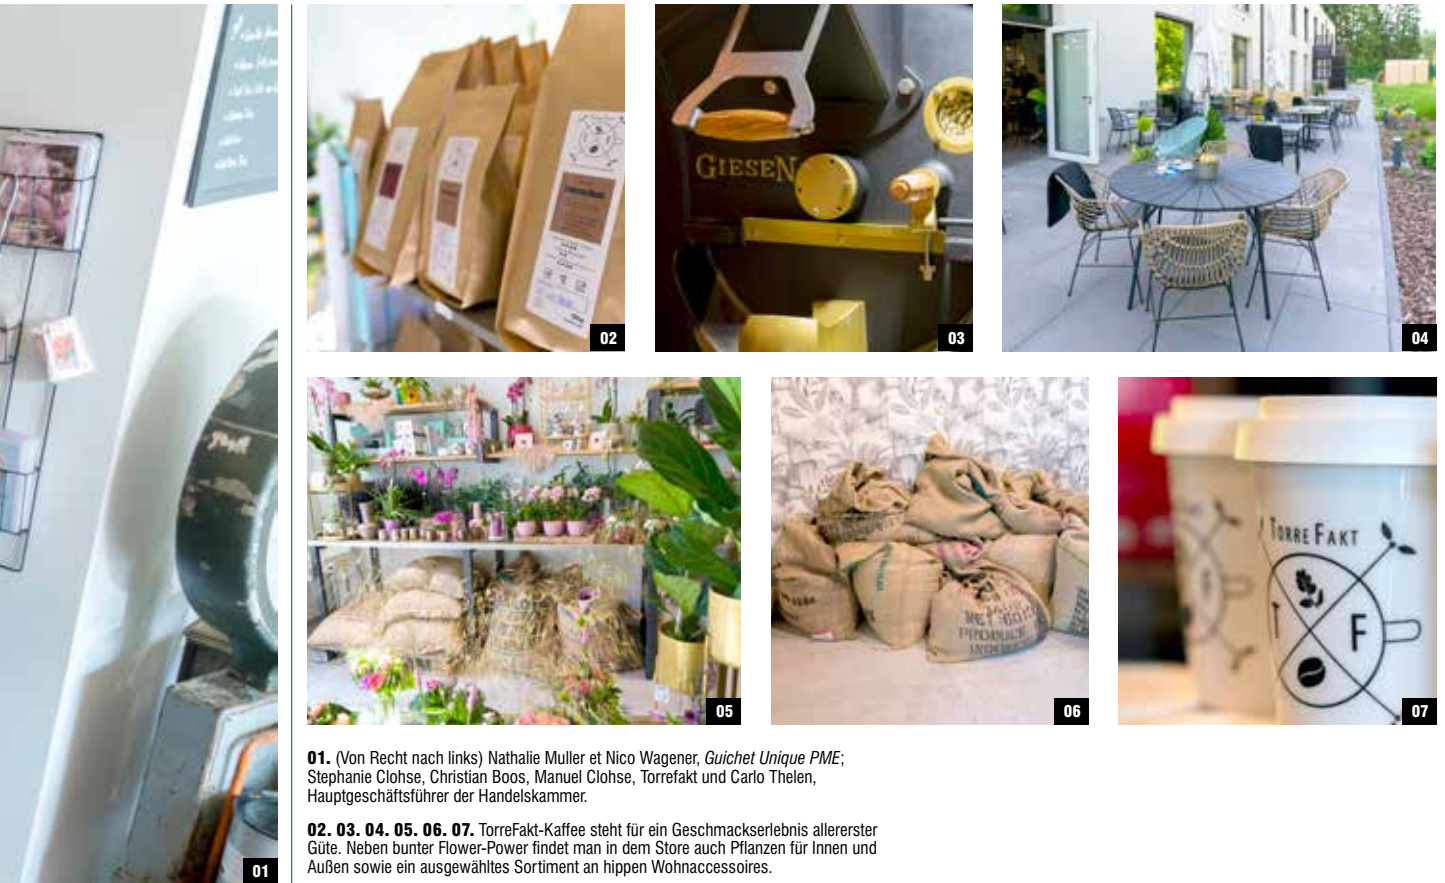 01
02
GIESEN
03
04
05
06
TORREFAKT
T
F
07
01. (Von Recht nach links) Nathalie Muller et Nico Wagener, Guichet Unique PME;
Stephanie Clohse, Christian Boos, Manuel Clohse, Torrefakt und Carlo Thelen,
Hauptgeschäftsführer der Handelskammer.
02. 03. 04. 05. 06. 07. TorreFakt-Kaffee steht für ein Geschmackserlebnis allererster
Güte. Neben bunter Flower-Power findet man in dem Store auch Pflanzen für Innen und
Außen sowie ein ausgewähltes Sortiment an hippen Wohnaccessoires.